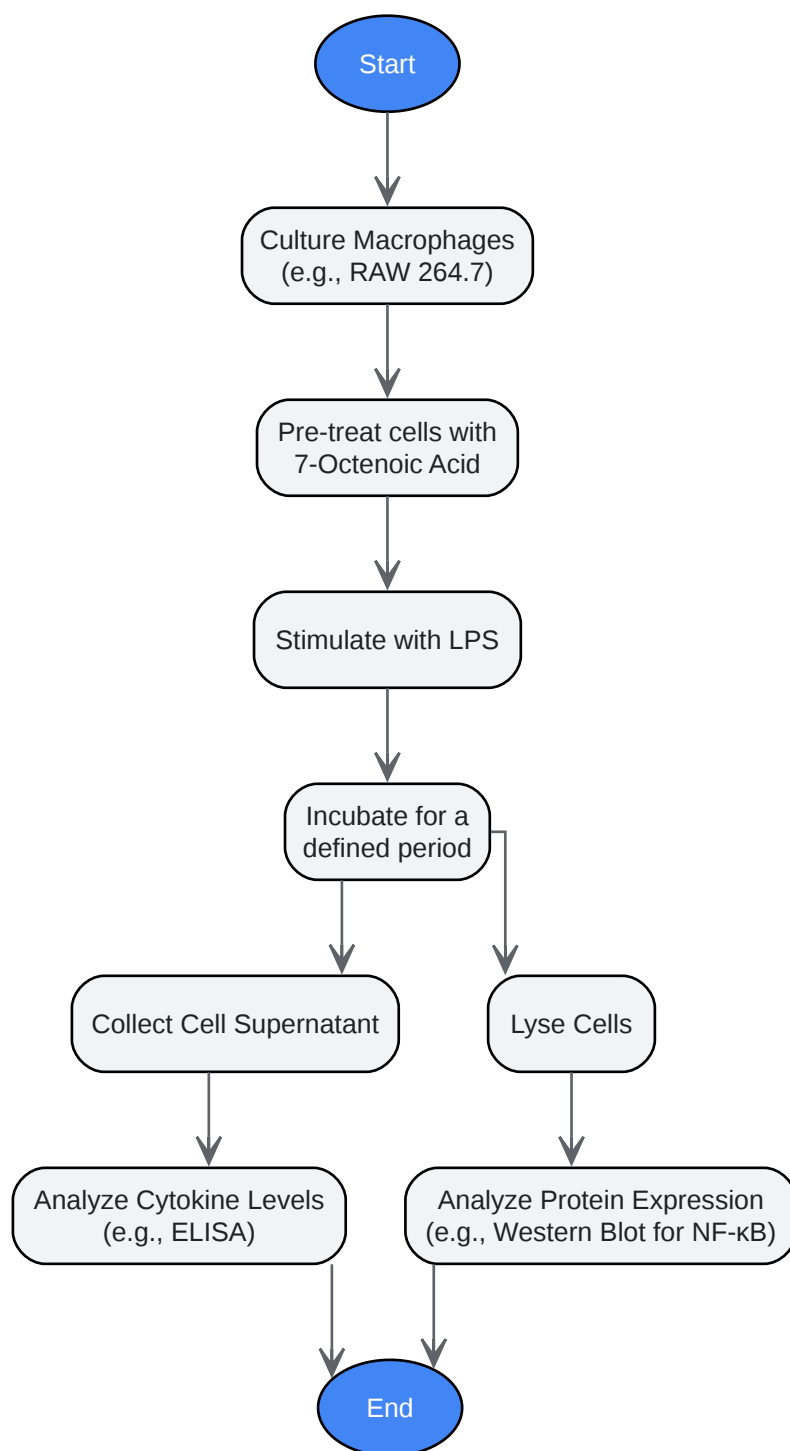 Start
Culture Macrophages
(e.g., RAW 264.7)
Pre-treat cells with
7-Octenoic Acid
Stimulate with LPS
Incubate for a
defined period
Collect Cell Supernatant
Lyse Cells
Analyze Cytokine Levels
(e.g., ELISA)
Analyze Protein Expression
(e.g., Western Blot for NF-κB)
End